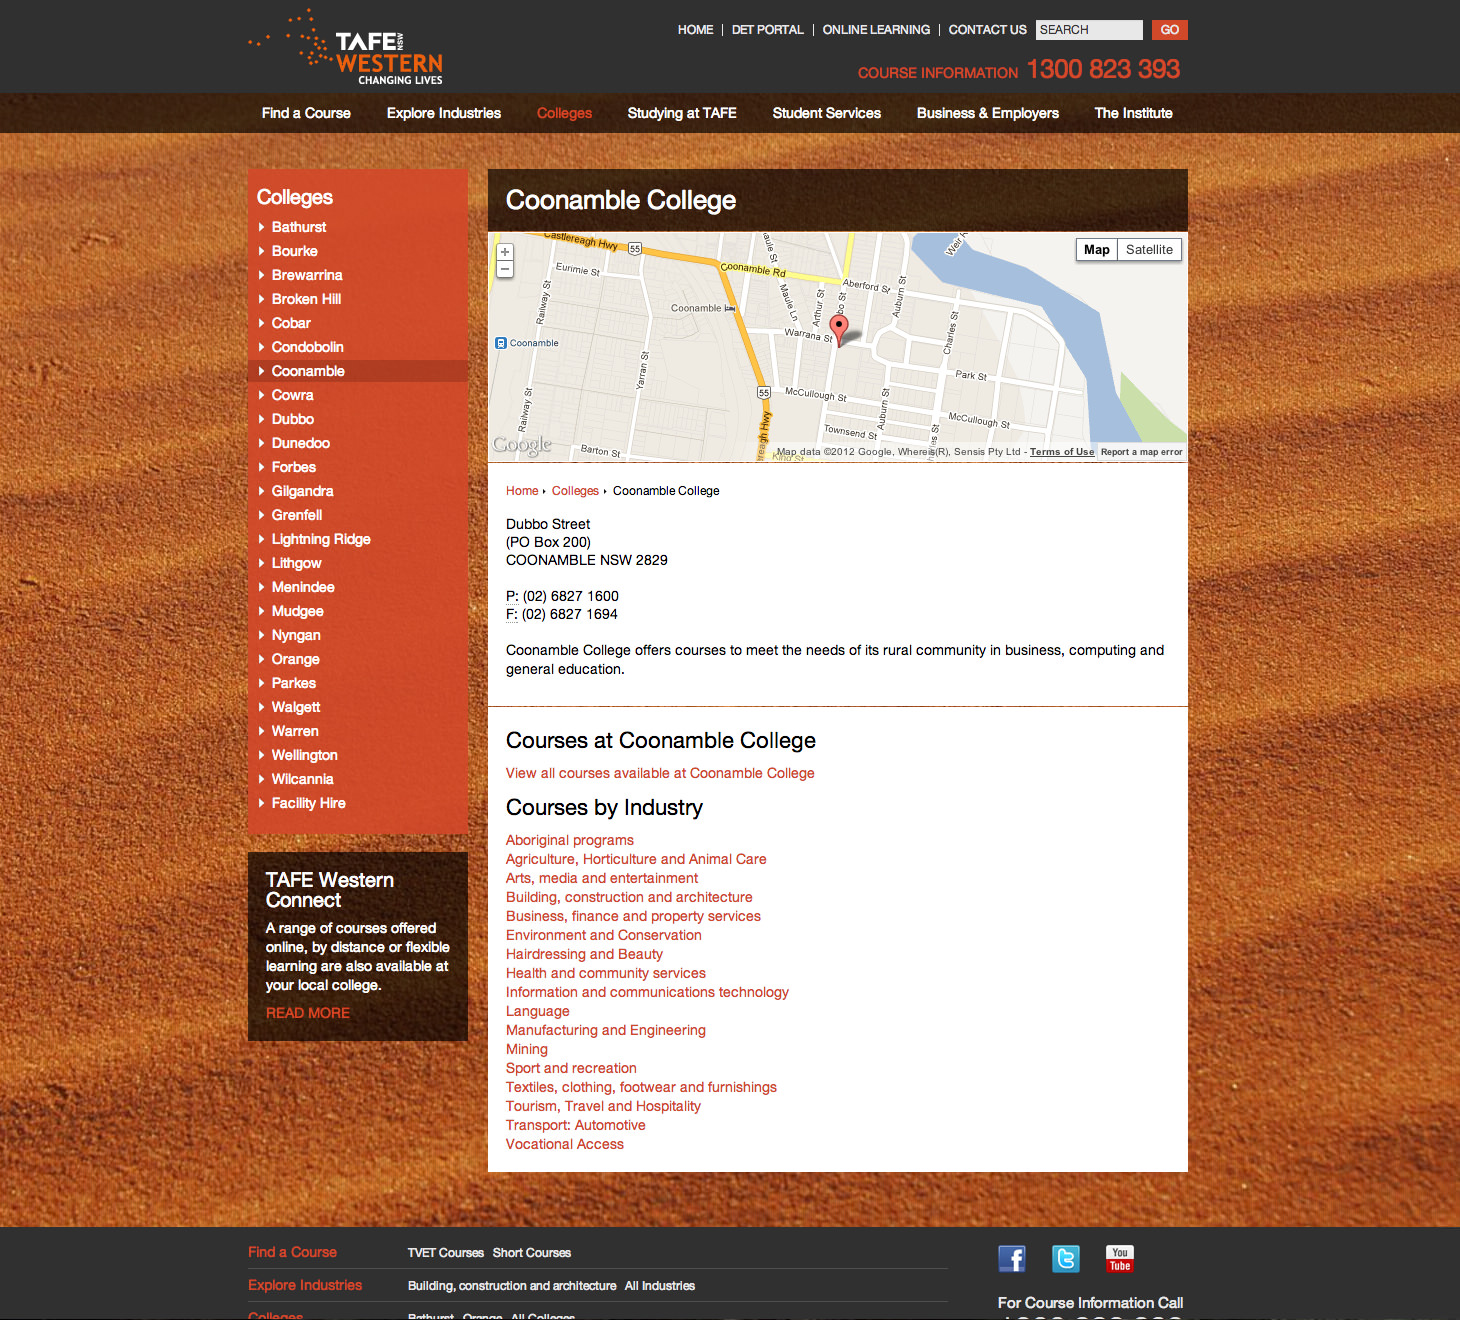 TAFE NSW
WESTERN
CHANGING LIVES
HOME | DET PORTAL | ONLINE LEARNING | CONTACT US
SEARCH
GO
COURSE INFORMATION 1300 823 393
Find a Course
Explore Industries
Colleges
Studying at TAFE
Student Services
Business & Employers
The Institute
Colleges
Bathurst
Bourke
Brewarrina
Broken Hill
Cobar
Condobolin
Coonamble
Cowra
Dubbo
Dunedoo
Forbes
Gilgandra
Grenfell
Lightning Ridge
Lithgow
Menindee
Mudgee
Nyngan
Orange
Parkes
Walgett
Warren
Wellington
Wilcannia
Facility Hire
TAFE Western
Connect
A range of courses offered
online, by distance or flexible
learning are also available at
your local college.
READ MORE
Coonamble College
Castlereagh Hwy
55
Eurimie St
Railway St
Coonamble
Coonamble Rd
Maule Ln
Arthur St
Aberford St
Auburn St
Warrana St
Charles St
Coonamble
Yarran St
Park St
55
McCullough St
McCullough St
Auburn St
Townsend St
Railway St
Barton St
King St
Map
Satellite
Google
Map data ©2012 Google, Whereis(R), Sensis Pty Ltd - Terms of Use
Report a map error
Home Colleges Coonamble College
Dubbo Street
(PO Box 200)
COONAMBLE NSW 2829
P: (02) 6827 1600
F: (02) 6827 1694
Coonamble College offers courses to meet the needs of its rural community in business, computing and
general education.
Courses at Coonamble College
View all courses available at Coonamble College
Courses by Industry
Aboriginal programs
Agriculture, Horticulture and Animal Care
Arts, media and entertainment
Building, construction and architecture
Business, finance and property services
Environment and Conservation
Hairdressing and Beauty
Health and community services
Information and communications technology
Language
Manufacturing and Engineering
Mining
Sport and recreation
Textiles, clothing, footwear and furnishings
Tourism, Travel and Hospitality
Transport: Automotive
Vocational Access
Find a Course
TVET Courses Short Courses
Explore Industries
Building, construction and architecture All Industries
Colleges
Bathurst Orange All Colleges
You
Tube
For Course Information Call